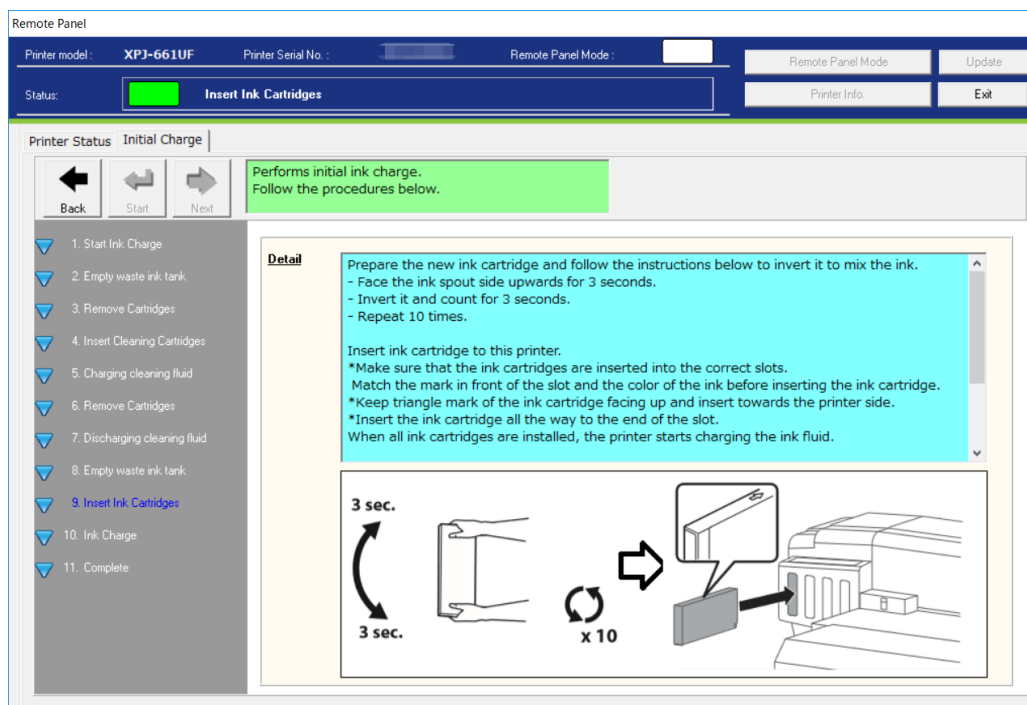 Remote Panel
Printer model : XPJ-661UF Printer Serial No. : Remote Panel Mode :
Remote Panel Mode Update
Status: Insert Ink Cartridges
Printer Info. Exit
Printer Status Initial Charge
Back Start Next
Performs initial ink charge.
Follow the procedures below.
1. Start Ink Charge
2. Empty waste ink tank
3. Remove Cartridges
4. Insert Cleaning Cartridges
5. Charging cleaning fluid
6. Remove Cartridges
7. Discharging cleaning fluid
8. Empty waste ink tank
9. Insert Ink Cartridges
10. Ink Charge
11. Complete
Detail
Prepare the new ink cartridge and follow the instructions below to invert it to mix the ink.
- Face the ink spout side upwards for 3 seconds.
- Invert it and count for 3 seconds.
- Repeat 10 times.
Insert ink cartridge to this printer.
*Make sure that the ink cartridges are inserted into the correct slots.
Match the mark in front of the slot and the color of the ink before inserting the ink cartridge.
*Keep triangle mark of the ink cartridge facing up and insert towards the printer side.
*Insert the ink cartridge all the way to the end of the slot.
When all ink cartridges are installed, the printer starts charging the ink fluid.
3 sec.
3 sec.
x 10